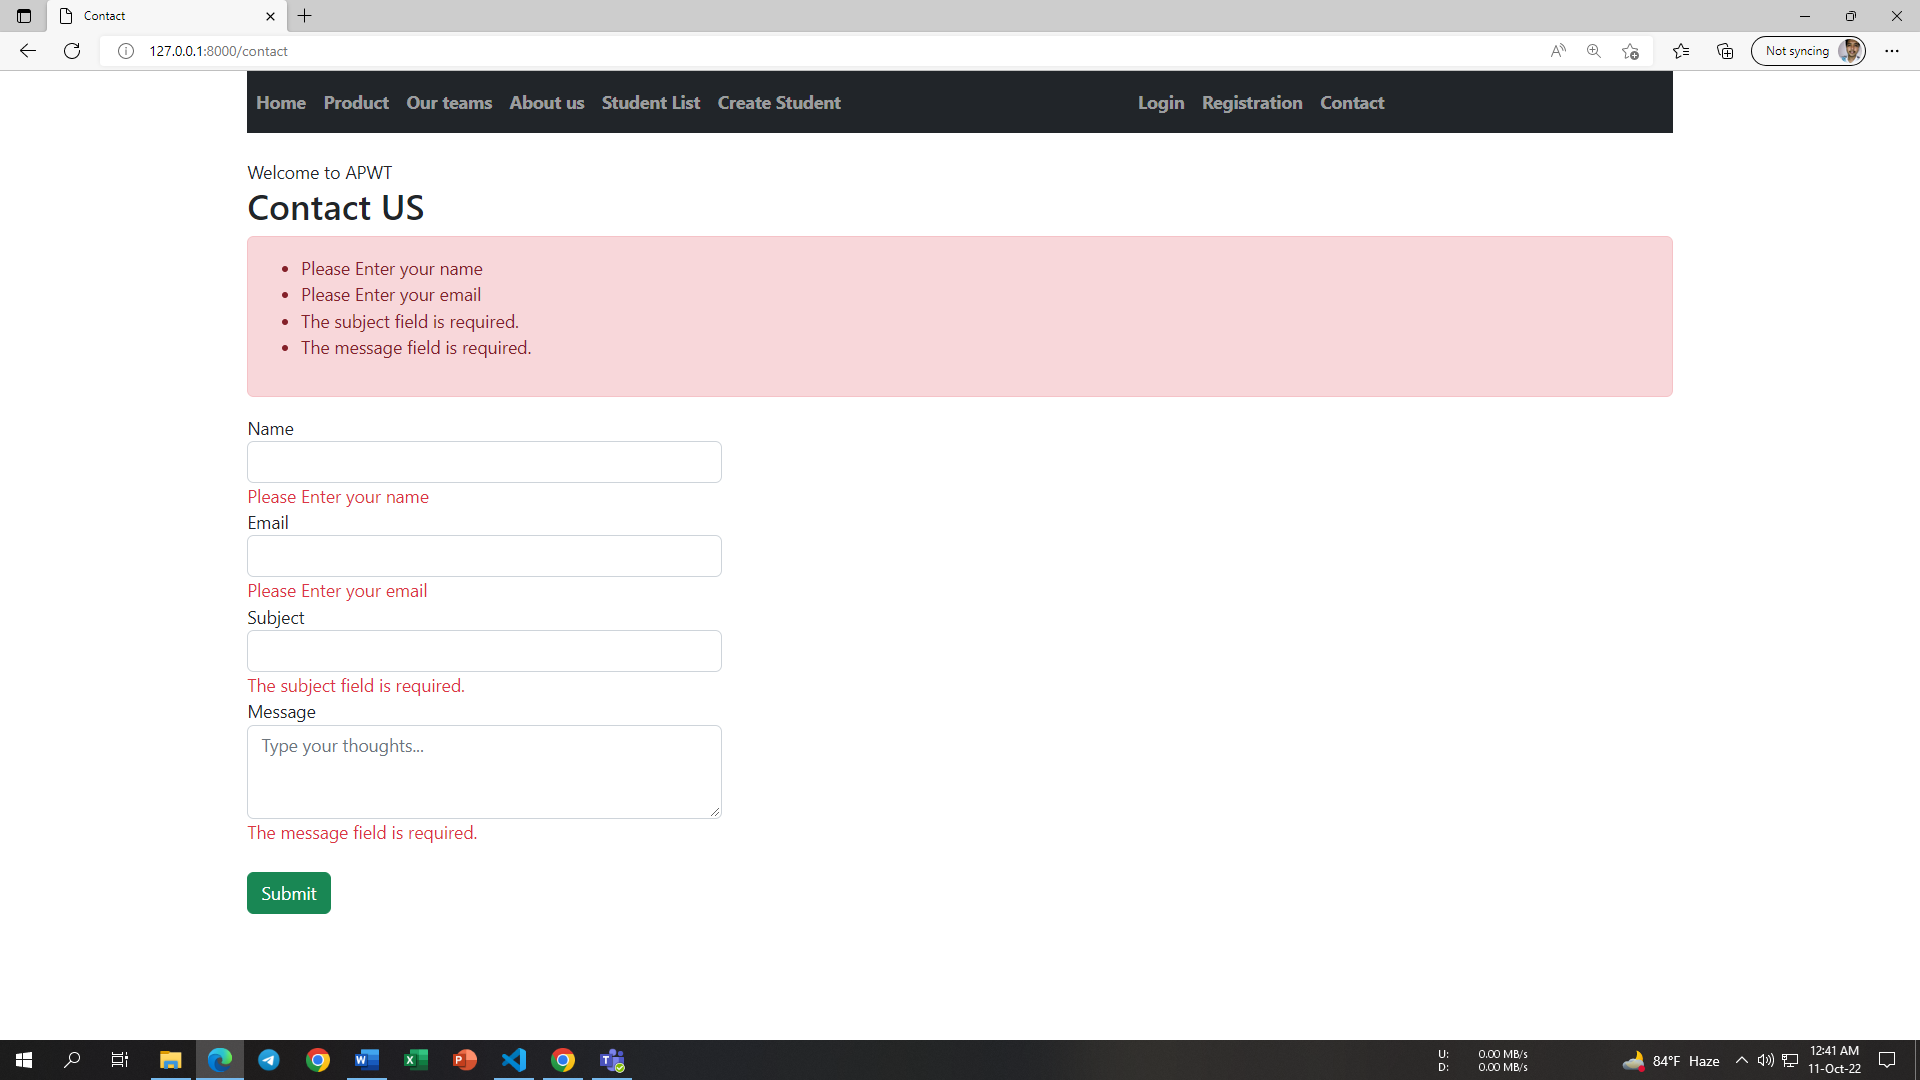 Contact
127.0.0.1:8000/contact
Not syncing
Home Product Our teams About us Student List Create Student Login Registration Contact
Welcome to APWT
Contact US
Please Enter your name
Please Enter your email
The subject field is required.
The message field is required.
Name
Please Enter your name
Email
Please Enter your email
Subject
The subject field is required.
Message
Type your thoughts...
The message field is required.
Submit
U: 0.00 MB/s
D: 0.00 MB/s
84°F Haze
12:41 AM
11-Oct-22